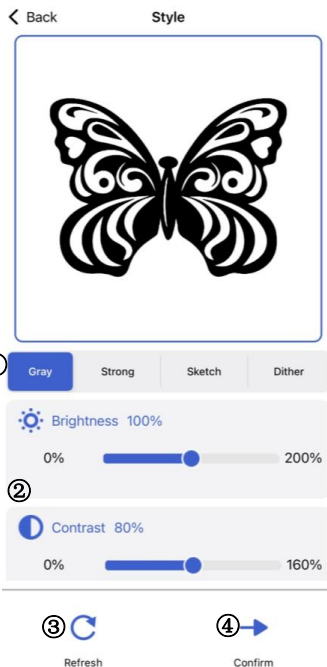 Back Style
Gray Strong Sketch Dither
Brightness 100%
0% 200%
②
Contrast 80%
0% 160%
③ ④
Refresh Confirm